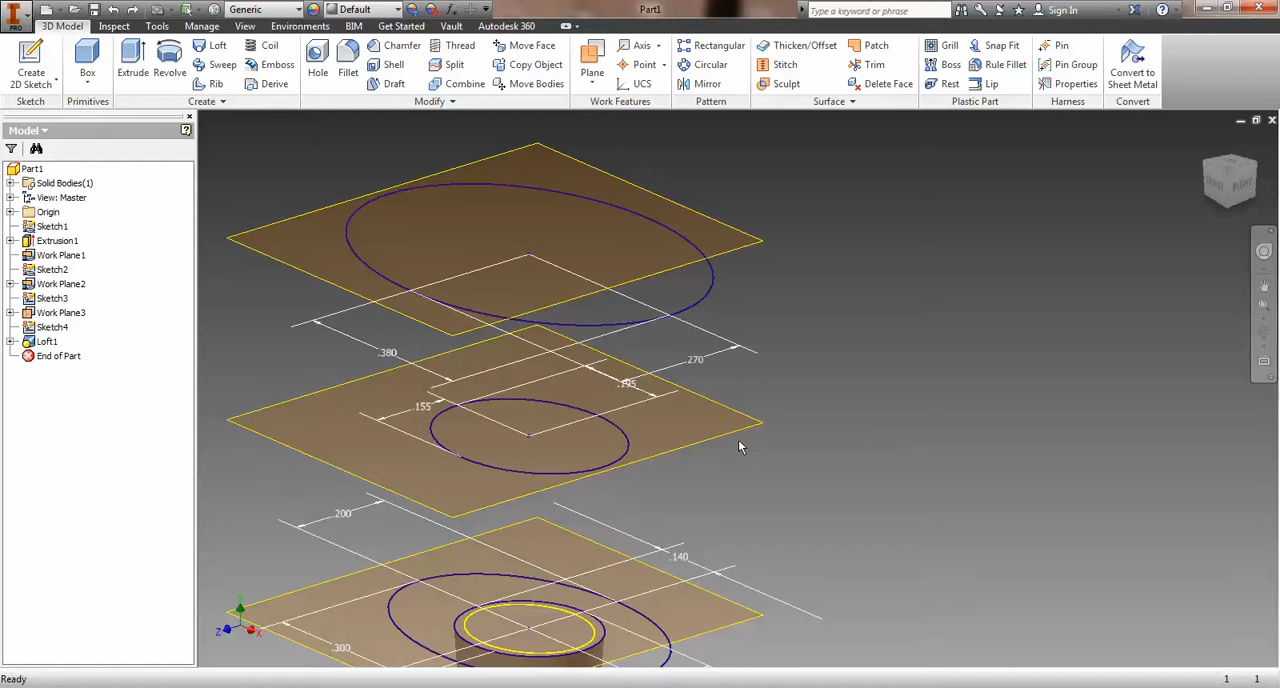 Generic
Default
Part1
Type a keyword or phrase
Sign In
PRO
3D Model
Inspect
Tools
Manage
View
Environments
BIM
Get Started
Vault
Autodesk 360
Create
2D Sketch
Sketch
Box
Primitives
Extrude
Revolve
Loft
Sweep
Rib
Coil
Emboss
Derive
Create
Hole
Fillet
Chamfer
Shell
Draft
Thread
Split
Combine
Move Face
Copy Object
Move Bodies
Modify
Plane
Axis
Point
UCS
Work Features
Rectangular
Circular
Mirror
Pattern
Thicken/Offset
Stitch
Sculpt
Patch
Trim
Delete Face
Surface
Grill
Boss
Rest
Snap Fit
Rule Fillet
Lip
Plastic Part
Pin
Pin Group
Properties
Harness
Convert to
Sheet Metal
Convert
Model
Part1
Solid Bodies(1)
View: Master
Origin
Sketch1
Extrusion1
Work Plane1
Sketch2
Work Plane2
Sketch3
Work Plane3
Sketch4
Loft1
End of Part
RIGHT
.380
.270
.195
.155
.200
.140
.300
Z
X
Ready
1
1